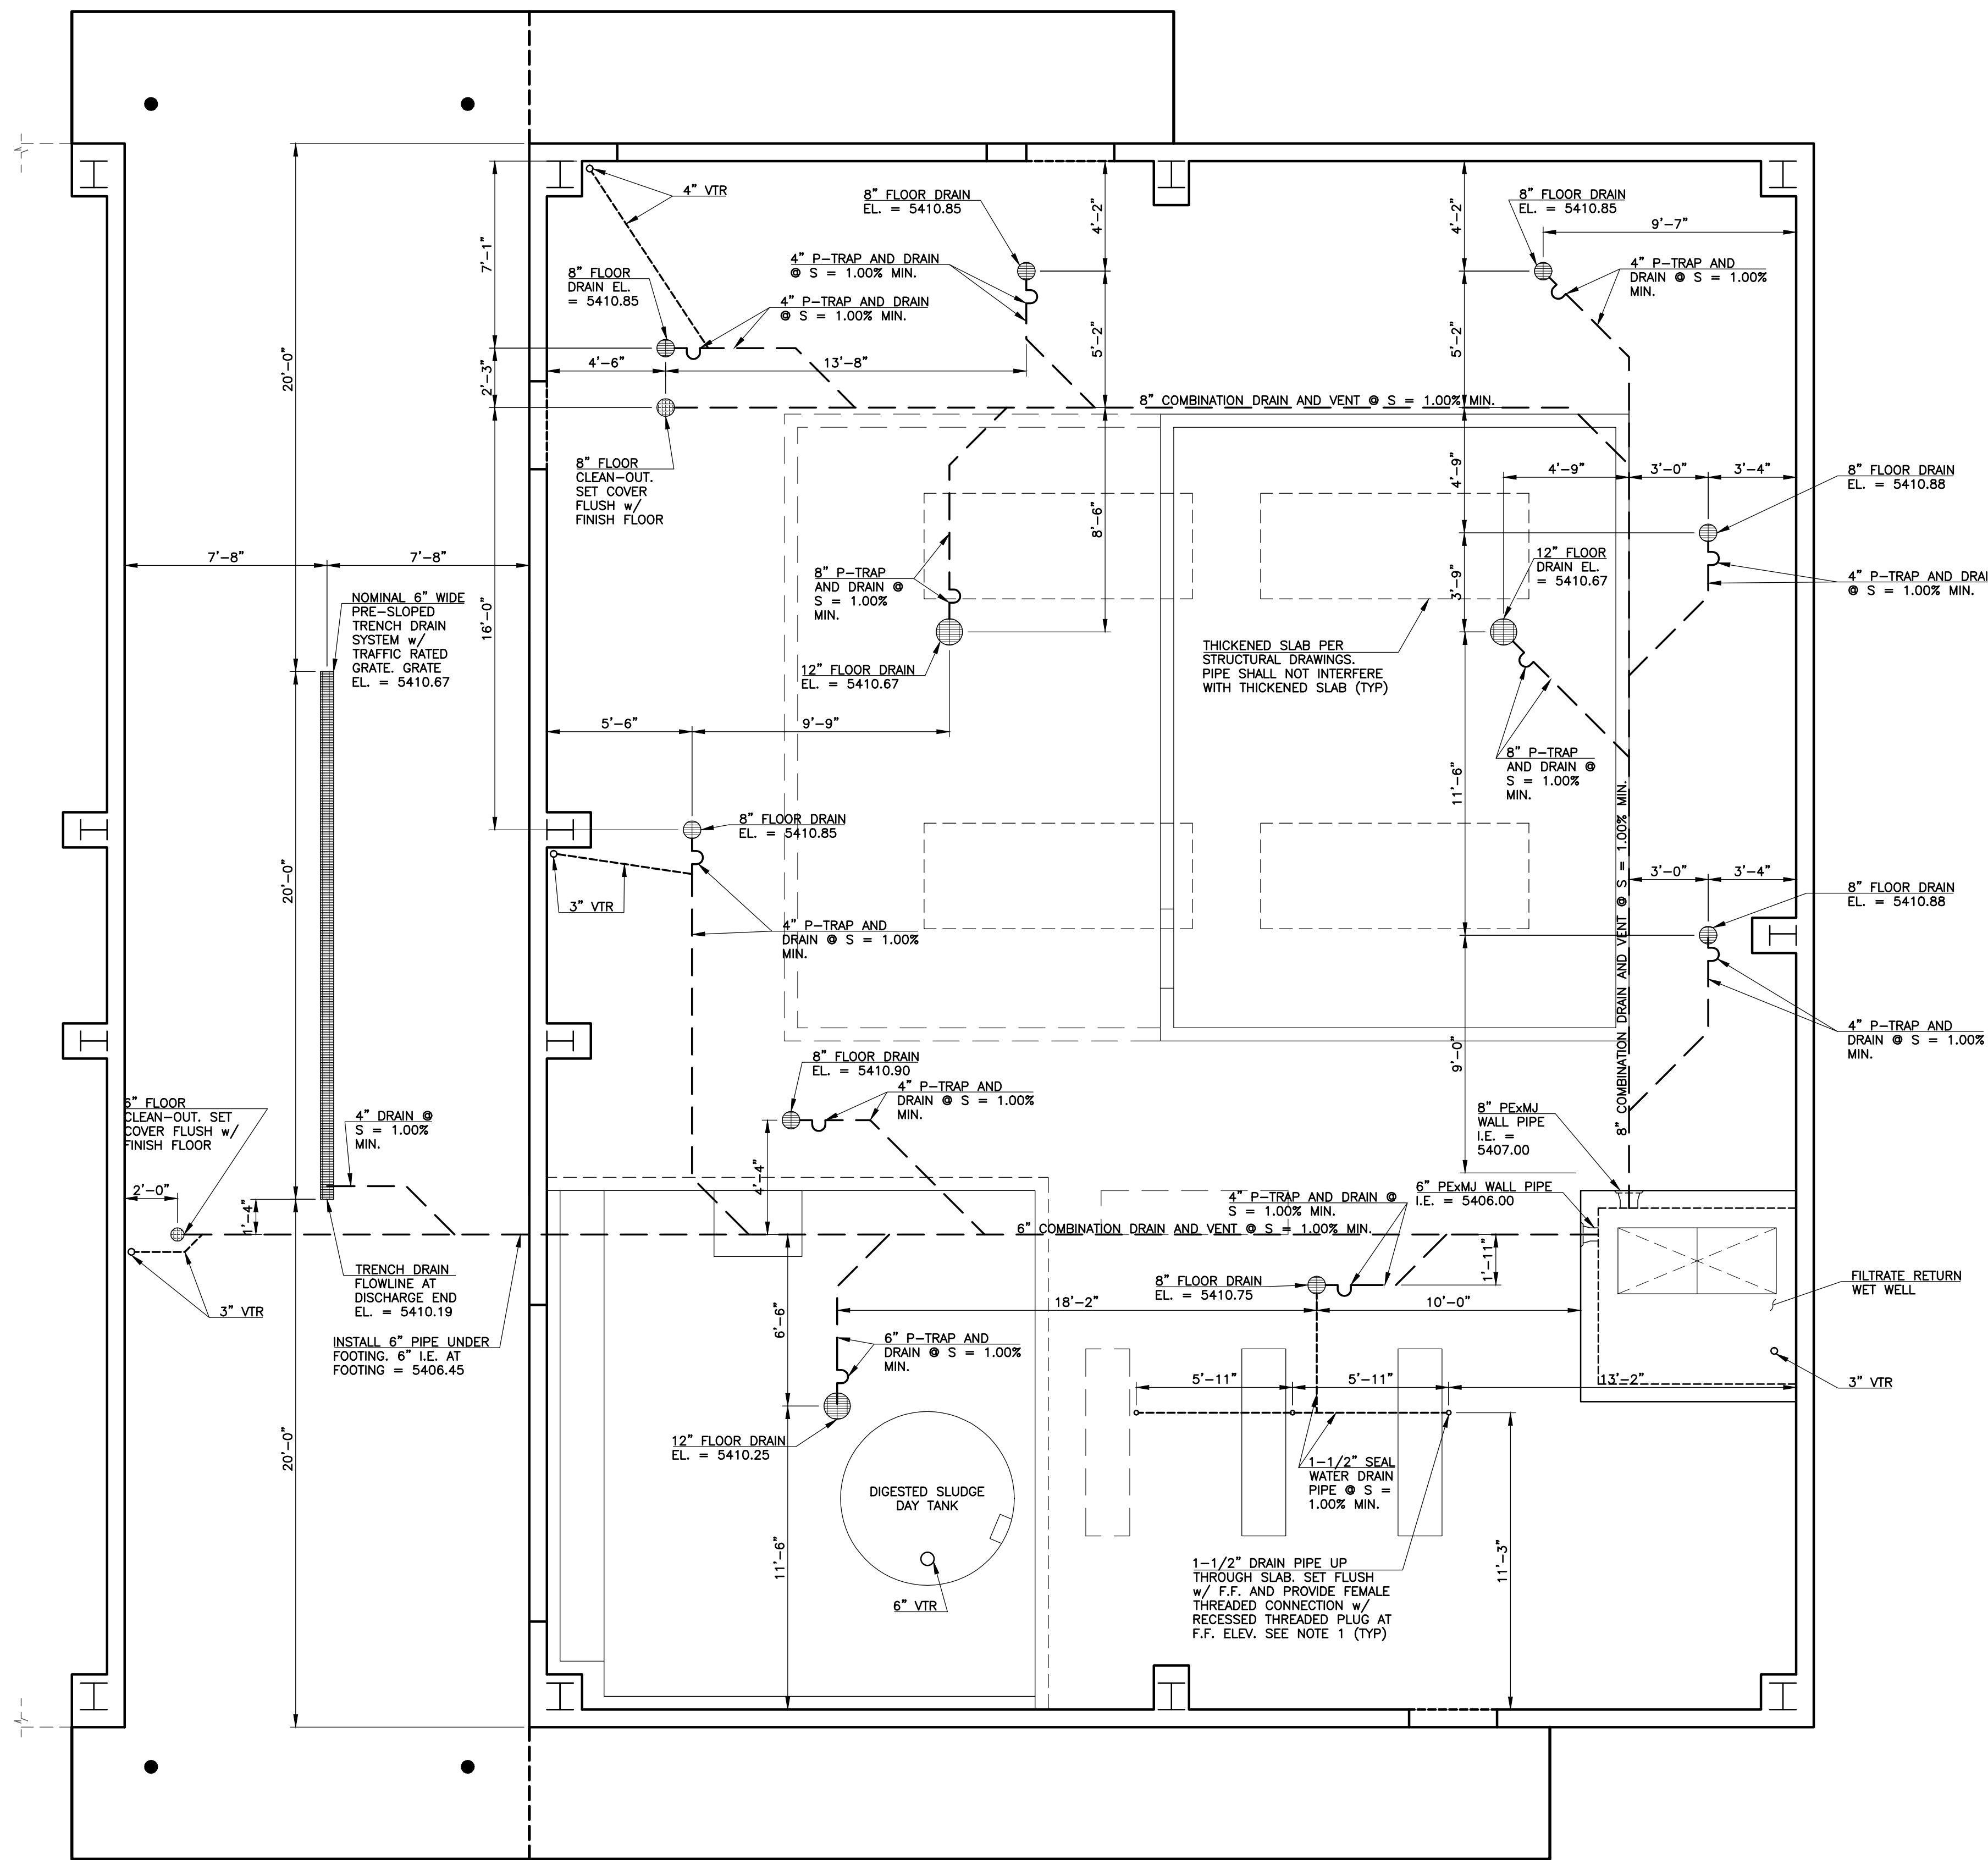 4" VTR
8" FLOOR DRAIN
EL. = 5410.85
4'-2"
4'-2"
8" FLOOR DRAIN
EL. = 5410.85
9'-7"
7'-1"
8" FLOOR
DRAIN EL.
= 5410.85
4" P-TRAP AND DRAIN
@ S = 1.00% MIN.
4" P-TRAP AND DRAIN
@ S = 1.00% MIN.
4" P-TRAP AND
DRAIN @ S = 1.00%
MIN.
20'-0"
2'-3"
4'-6"
13'-8"
5'-2"
5'-2"
8" COMBINATION DRAIN AND VENT @ S = 1.00% MIN.
8" FLOOR
CLEAN-OUT.
SET COVER
FLUSH w/
FINISH FLOOR
4'-9"
4'-9"
3'-0"
3'-4"
8" FLOOR DRAIN
EL. = 5410.88
8'-6"
7'-8"
7'-8"
16'-0"
NOMINAL 6" WIDE
PRE-SLOPED
TRENCH DRAIN
SYSTEM w/
TRAFFIC RATED
GRATE. GRATE
EL. = 5410.67
8" P-TRAP
AND DRAIN @
S = 1.00%
MIN.
3'-9"
12" FLOOR
DRAIN EL.
= 5410.67
4" P-TRAP AND DRAI
@ S = 1.00% MIN.
12" FLOOR DRAIN
EL. = 5410.67
THICKENED SLAB PER
STRUCTURAL DRAWINGS.
PIPE SHALL NOT INTERFERE
WITH THICKENED SLAB (TYP)
5'-6"
9'-9"
11'-6"
8" P-TRAP
AND DRAIN @
S = 1.00%
MIN.
8" FLOOR DRAIN
EL. = 5410.85
20'-0"
3" VTR
4" P-TRAP AND
DRAIN @ S = 1.00%
MIN.
8" COMBINATION DRAIN AND VENT @ S = 1.00% MIN.
3'-0"
3'-4"
8" FLOOR DRAIN
EL. = 5410.88
4" P-TRAP AND
DRAIN @ S = 1.00%
MIN.
9'-0"
8" FLOOR DRAIN
EL. = 5410.90
4" P-TRAP AND
DRAIN @ S = 1.00%
MIN.
6" FLOOR
CLEAN-OUT. SET
COVER FLUSH w/
FINISH FLOOR
4" DRAIN @
S = 1.00%
MIN.
8" PExMJ
WALL PIPE
I.E. =
5407.00
2'-0"
1'-4"
4'-4"
4" P-TRAP AND DRAIN @
S = 1.00% MIN.
6" PExMJ WALL PIPE
I.E. = 5406.00
6" COMBINATION DRAIN AND VENT @ S = 1.00% MIN.
1'-11"
3" VTR
TRENCH DRAIN
FLOWLINE AT
DISCHARGE END
EL. = 5410.19
8" FLOOR DRAIN
EL. = 5410.75
FILTRATE RETURN
WET WELL
INSTALL 6" PIPE UNDER
FOOTING. 6" I.E. AT
FOOTING = 5406.45
6'-6"
18'-2"
10'-0"
6" P-TRAP AND
DRAIN @ S = 1.00%
MIN.
5'-11"
5'-11"
13'-2"
3" VTR
20'-0"
12" FLOOR DRAIN
EL. = 5410.25
1-1/2" SEAL
WATER DRAIN
PIPE @ S =
1.00% MIN.
DIGESTED SLUDGE
DAY TANK
11'-6"
11'-3"
6" VTR
1-1/2" DRAIN PIPE UP
THROUGH SLAB. SET FLUSH
w/ F.F. AND PROVIDE FEMALE
THREADED CONNECTION w/
RECESSED THREADED PLUG AT
F.F. ELEV. SEE NOTE 1 (TYP)